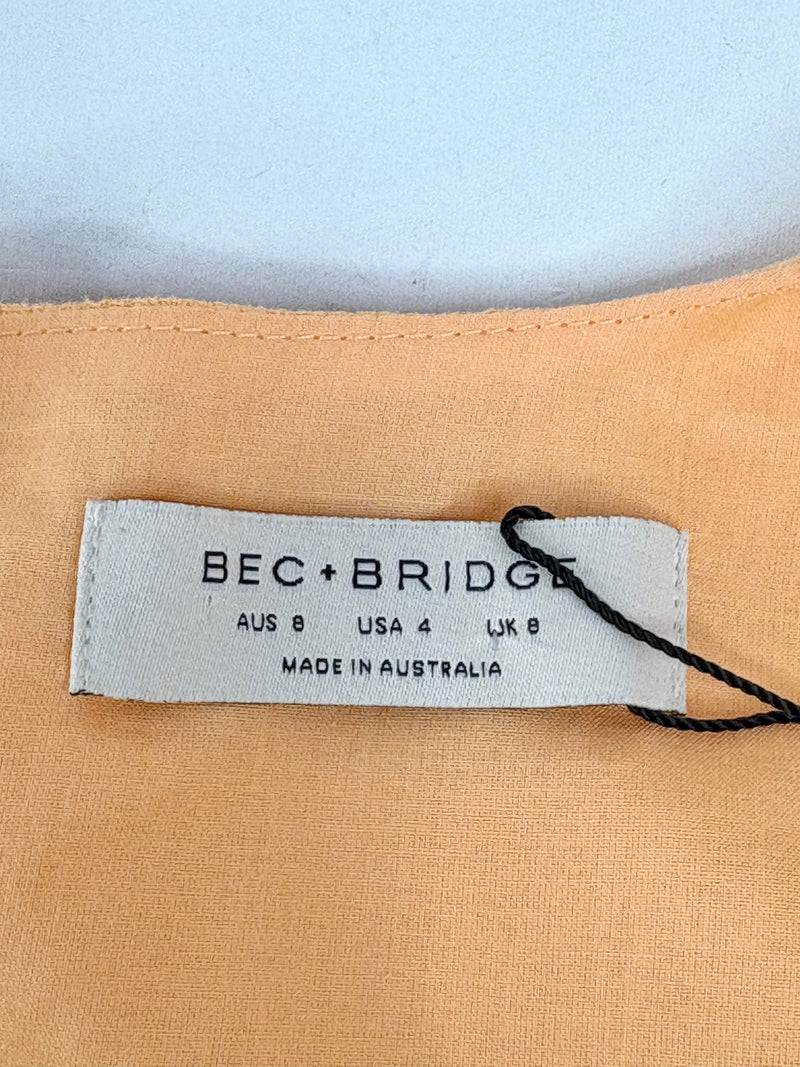 BEC+BRIDGE
AUS 8 USA 4 UK 8
MADE IN AUSTRALIA